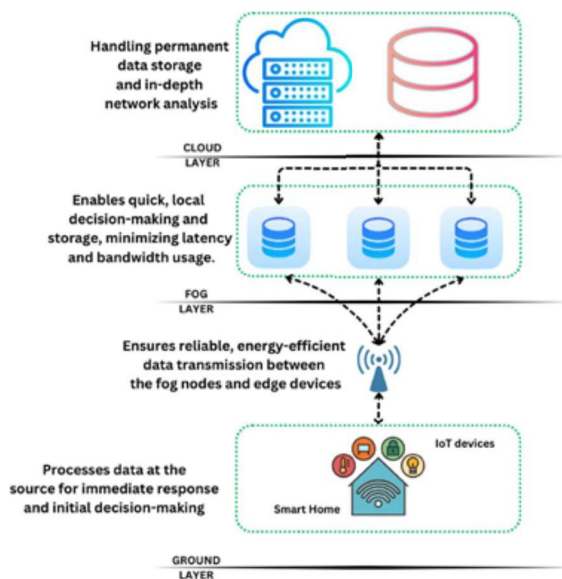 Handling permanent
data storage
and in-depth
network analysis
CLOUD
LAYER
Enables quick, local
decision-making and
storage, minimizing latency
and bandwidth usage.
FOG
LAYER
Ensures reliable, energy-efficient
data transmission between
the fog nodes and edge devices
IoT devices
Processes data at the
source for immediate response
and initial decision-making
Smart Home
GROUND
LAYER